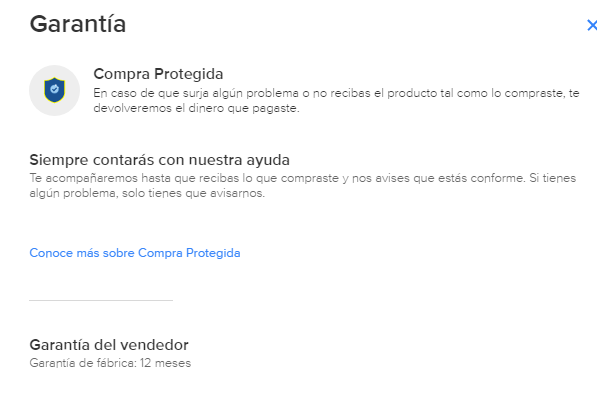 Garantía
Compra Protegida
En caso de que surja algún problema o no recibas el producto tal como lo compraste, te
devolveremos el dinero que pagaste.
Siempre contarás con nuestra ayuda
Te acompañaremos hasta que recibas lo que compraste y nos avises que estás conforme. Si tienes
algún problema, solo tienes que avisarnos.
Conoce más sobre Compra Protegida
Garantía del vendedor
Garantía de fábrica: 12 meses